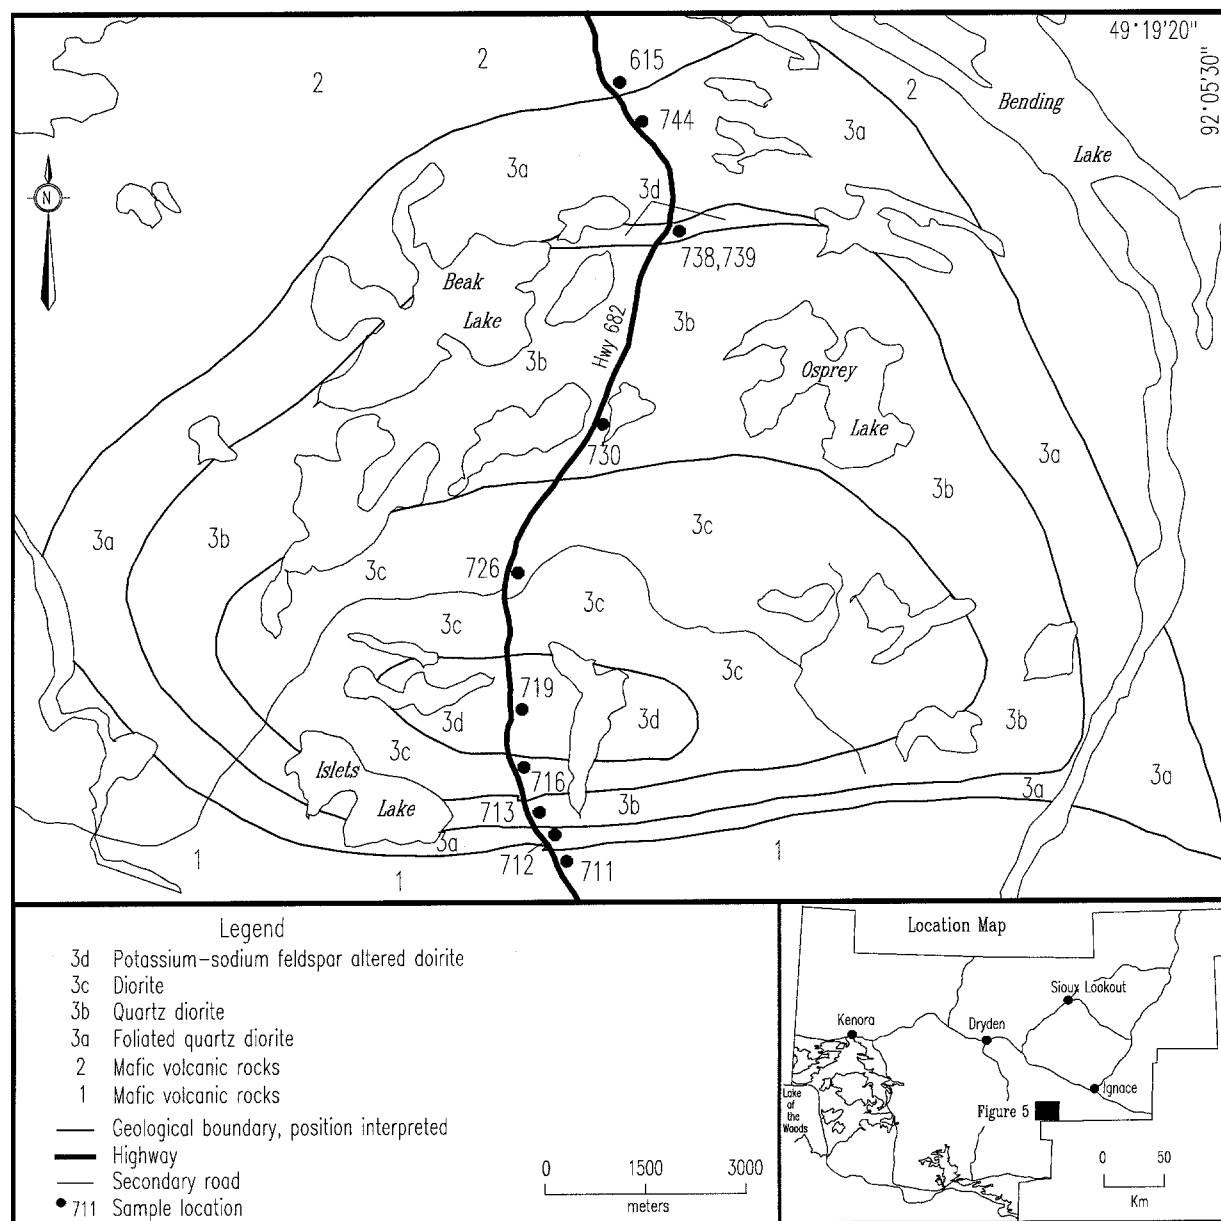 49°19'20"
92°05'30"
2
2
615
2
Bending
744
3a
Lake
3a
N
3d
738,739
Beak
Lake
Hwy 682
3b
3b
Osprey
Lake
730
3a
3b
3a
3b
3c
3c
726
3c
3c
3c
719
3d
3d
3b
3c
Islets
716
Lake
713
3b
3a
3a
3a
712
711
1
1
1
Legend
3d Potassium-sodium feldspar altered doirite
3c Diorite
3b Quartz diorite
3a Foliated quartz diorite
2 Mafic volcanic rocks
1 Mafic volcanic rocks
Geological boundary, position interpreted
Highway
Secondary road
711 Sample location
0 1500 3000
meters
Location Map
Sioux Lookout
Kenora
Dryden
Ignace
Lake
of
the
Woods
Figure 5
0 50
Km